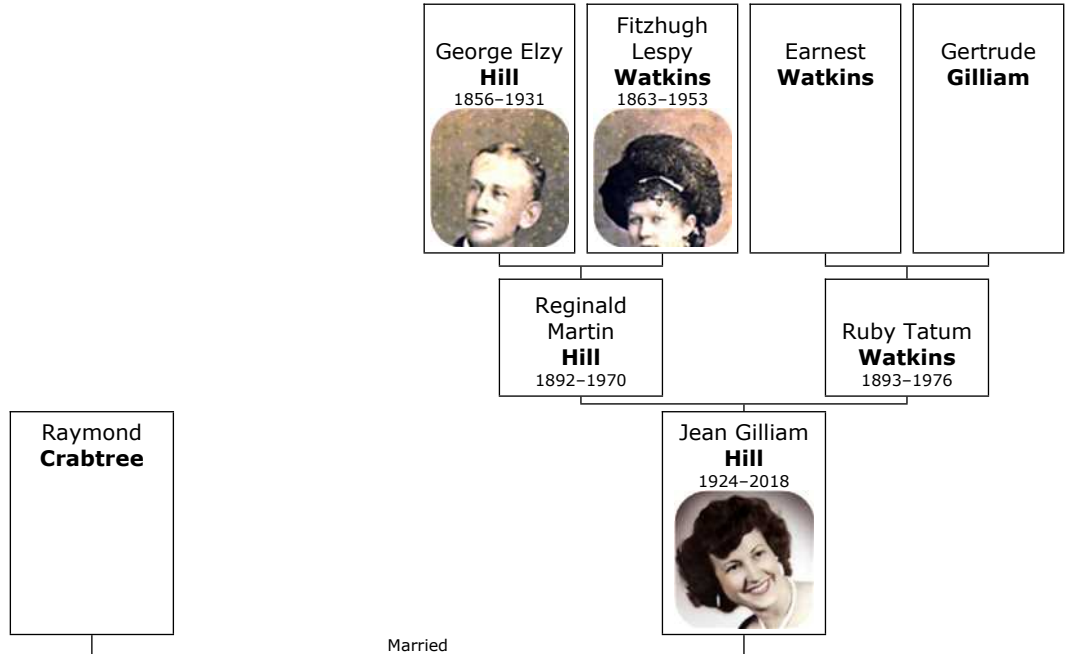 George Elzy
Hill
1856–1931
Fitzhugh
Lespy
Watkins
1863–1953
Earnest
Watkins
Gertrude
Gilliam
Reginald
Martin
Hill
1892–1970
Ruby Tatum
Watkins
1893–1976
Raymond
Crabtree
Jean Gilliam
Hill
1924–2018
Married